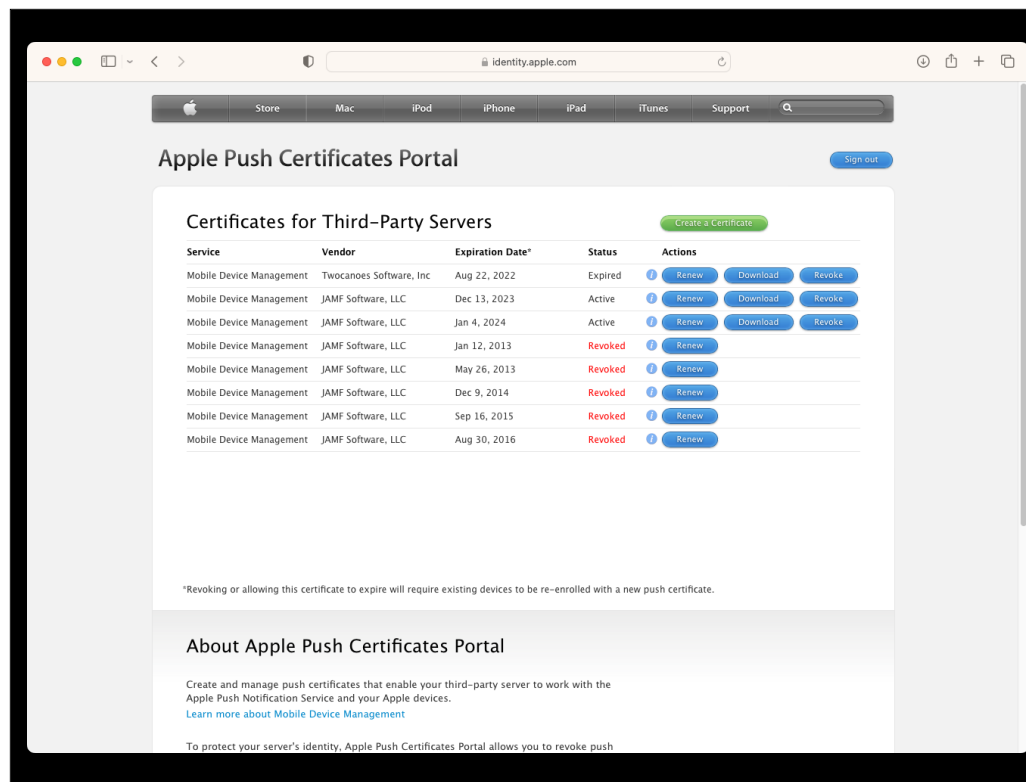 identity.apple.com
Store Mac iPod iPhone iPad iTunes Support
Apple Push Certificates Portal
Sign out
Certificates for Third-Party Servers
Create a Certificate
Service Vendor Expiration Date* Status Actions
Mobile Device Management Twocanoes Software, Inc Aug 22, 2022 Expired i Renew Download Revoke
Mobile Device Management JAMF Software, LLC Dec 13, 2023 Active i Renew Download Revoke
Mobile Device Management JAMF Software, LLC Jan 4, 2024 Active i Renew Download Revoke
Mobile Device Management JAMF Software, LLC Jan 12, 2013 Revoked i Renew
Mobile Device Management JAMF Software, LLC May 26, 2013 Revoked i Renew
Mobile Device Management JAMF Software, LLC Dec 9, 2014 Revoked i Renew
Mobile Device Management JAMF Software, LLC Sep 16, 2015 Revoked i Renew
Mobile Device Management JAMF Software, LLC Aug 30, 2016 Revoked i Renew
*Revoking or allowing this certificate to expire will require existing devices to be re-enrolled with a new push certificate.
About Apple Push Certificates Portal
Create and manage push certificates that enable your third-party server to work with the
Apple Push Notification Service and your Apple devices.
Learn more about Mobile Device Management
To protect your server's identity, Apple Push Certificates Portal allows you to revoke push